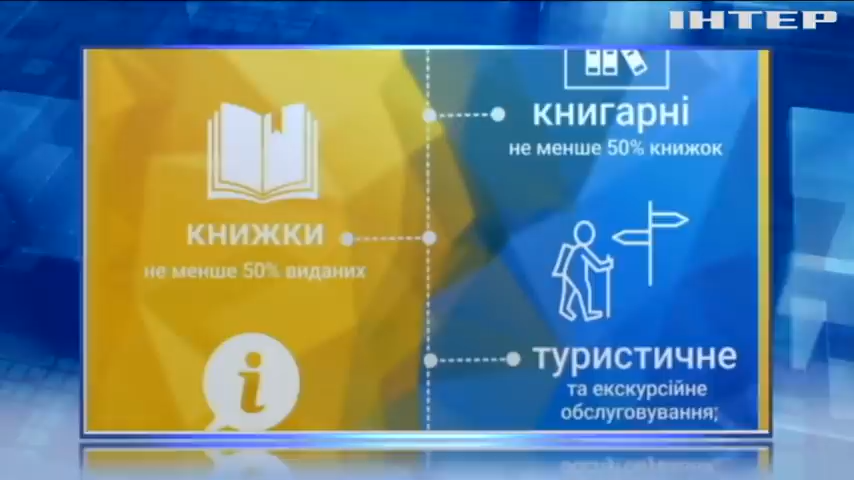 ІНТЕР
книгарні
не менше 50% книжок
книжки
не менше 50% виданих
туристичне
та екскурсійне
обслуговування;